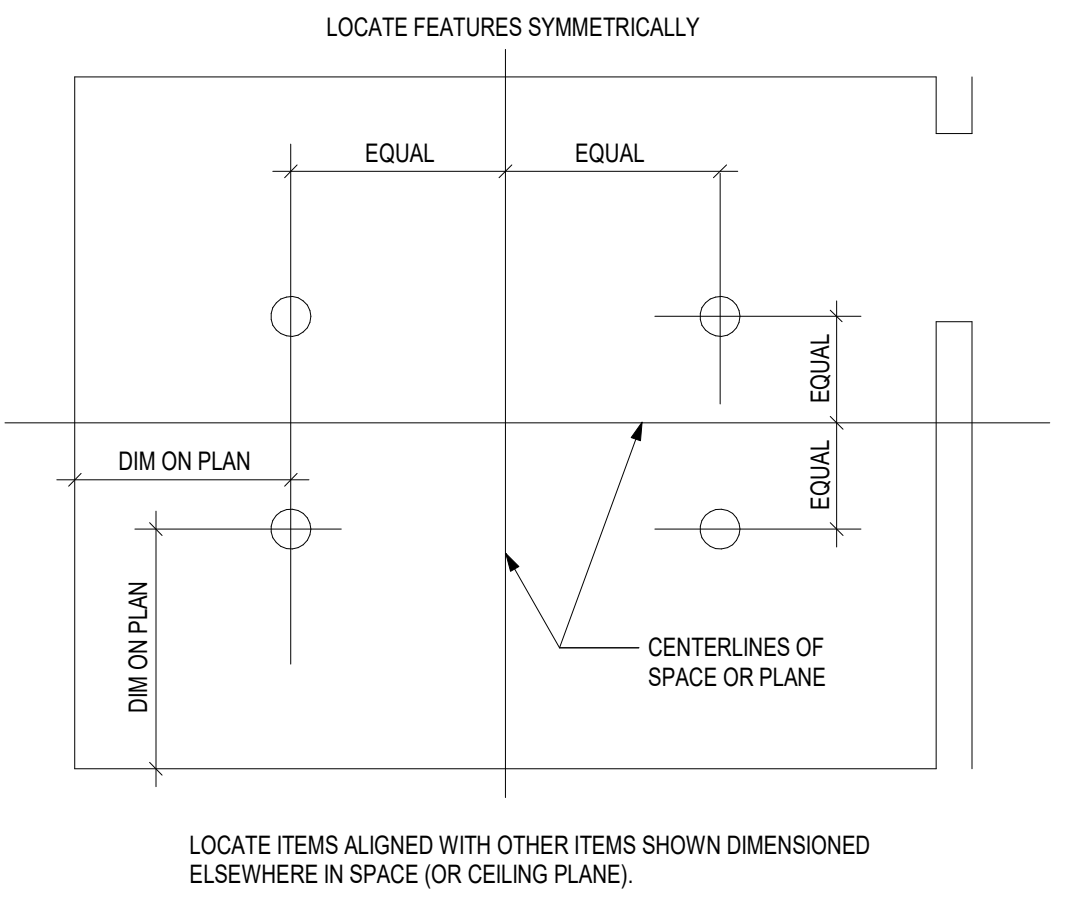 LOCATE FEATURES SYMMETRICALLY
EQUAL
EQUAL
EQUAL
EQUAL
DIM ON PLAN
DIM ON PLAN
CENTERLINES OF
SPACE OR PLANE
LOCATE ITEMS ALIGNED WITH OTHER ITEMS SHOWN DIMENSIONED
ELSEWHERE IN SPACE (OR CEILING PLANE).